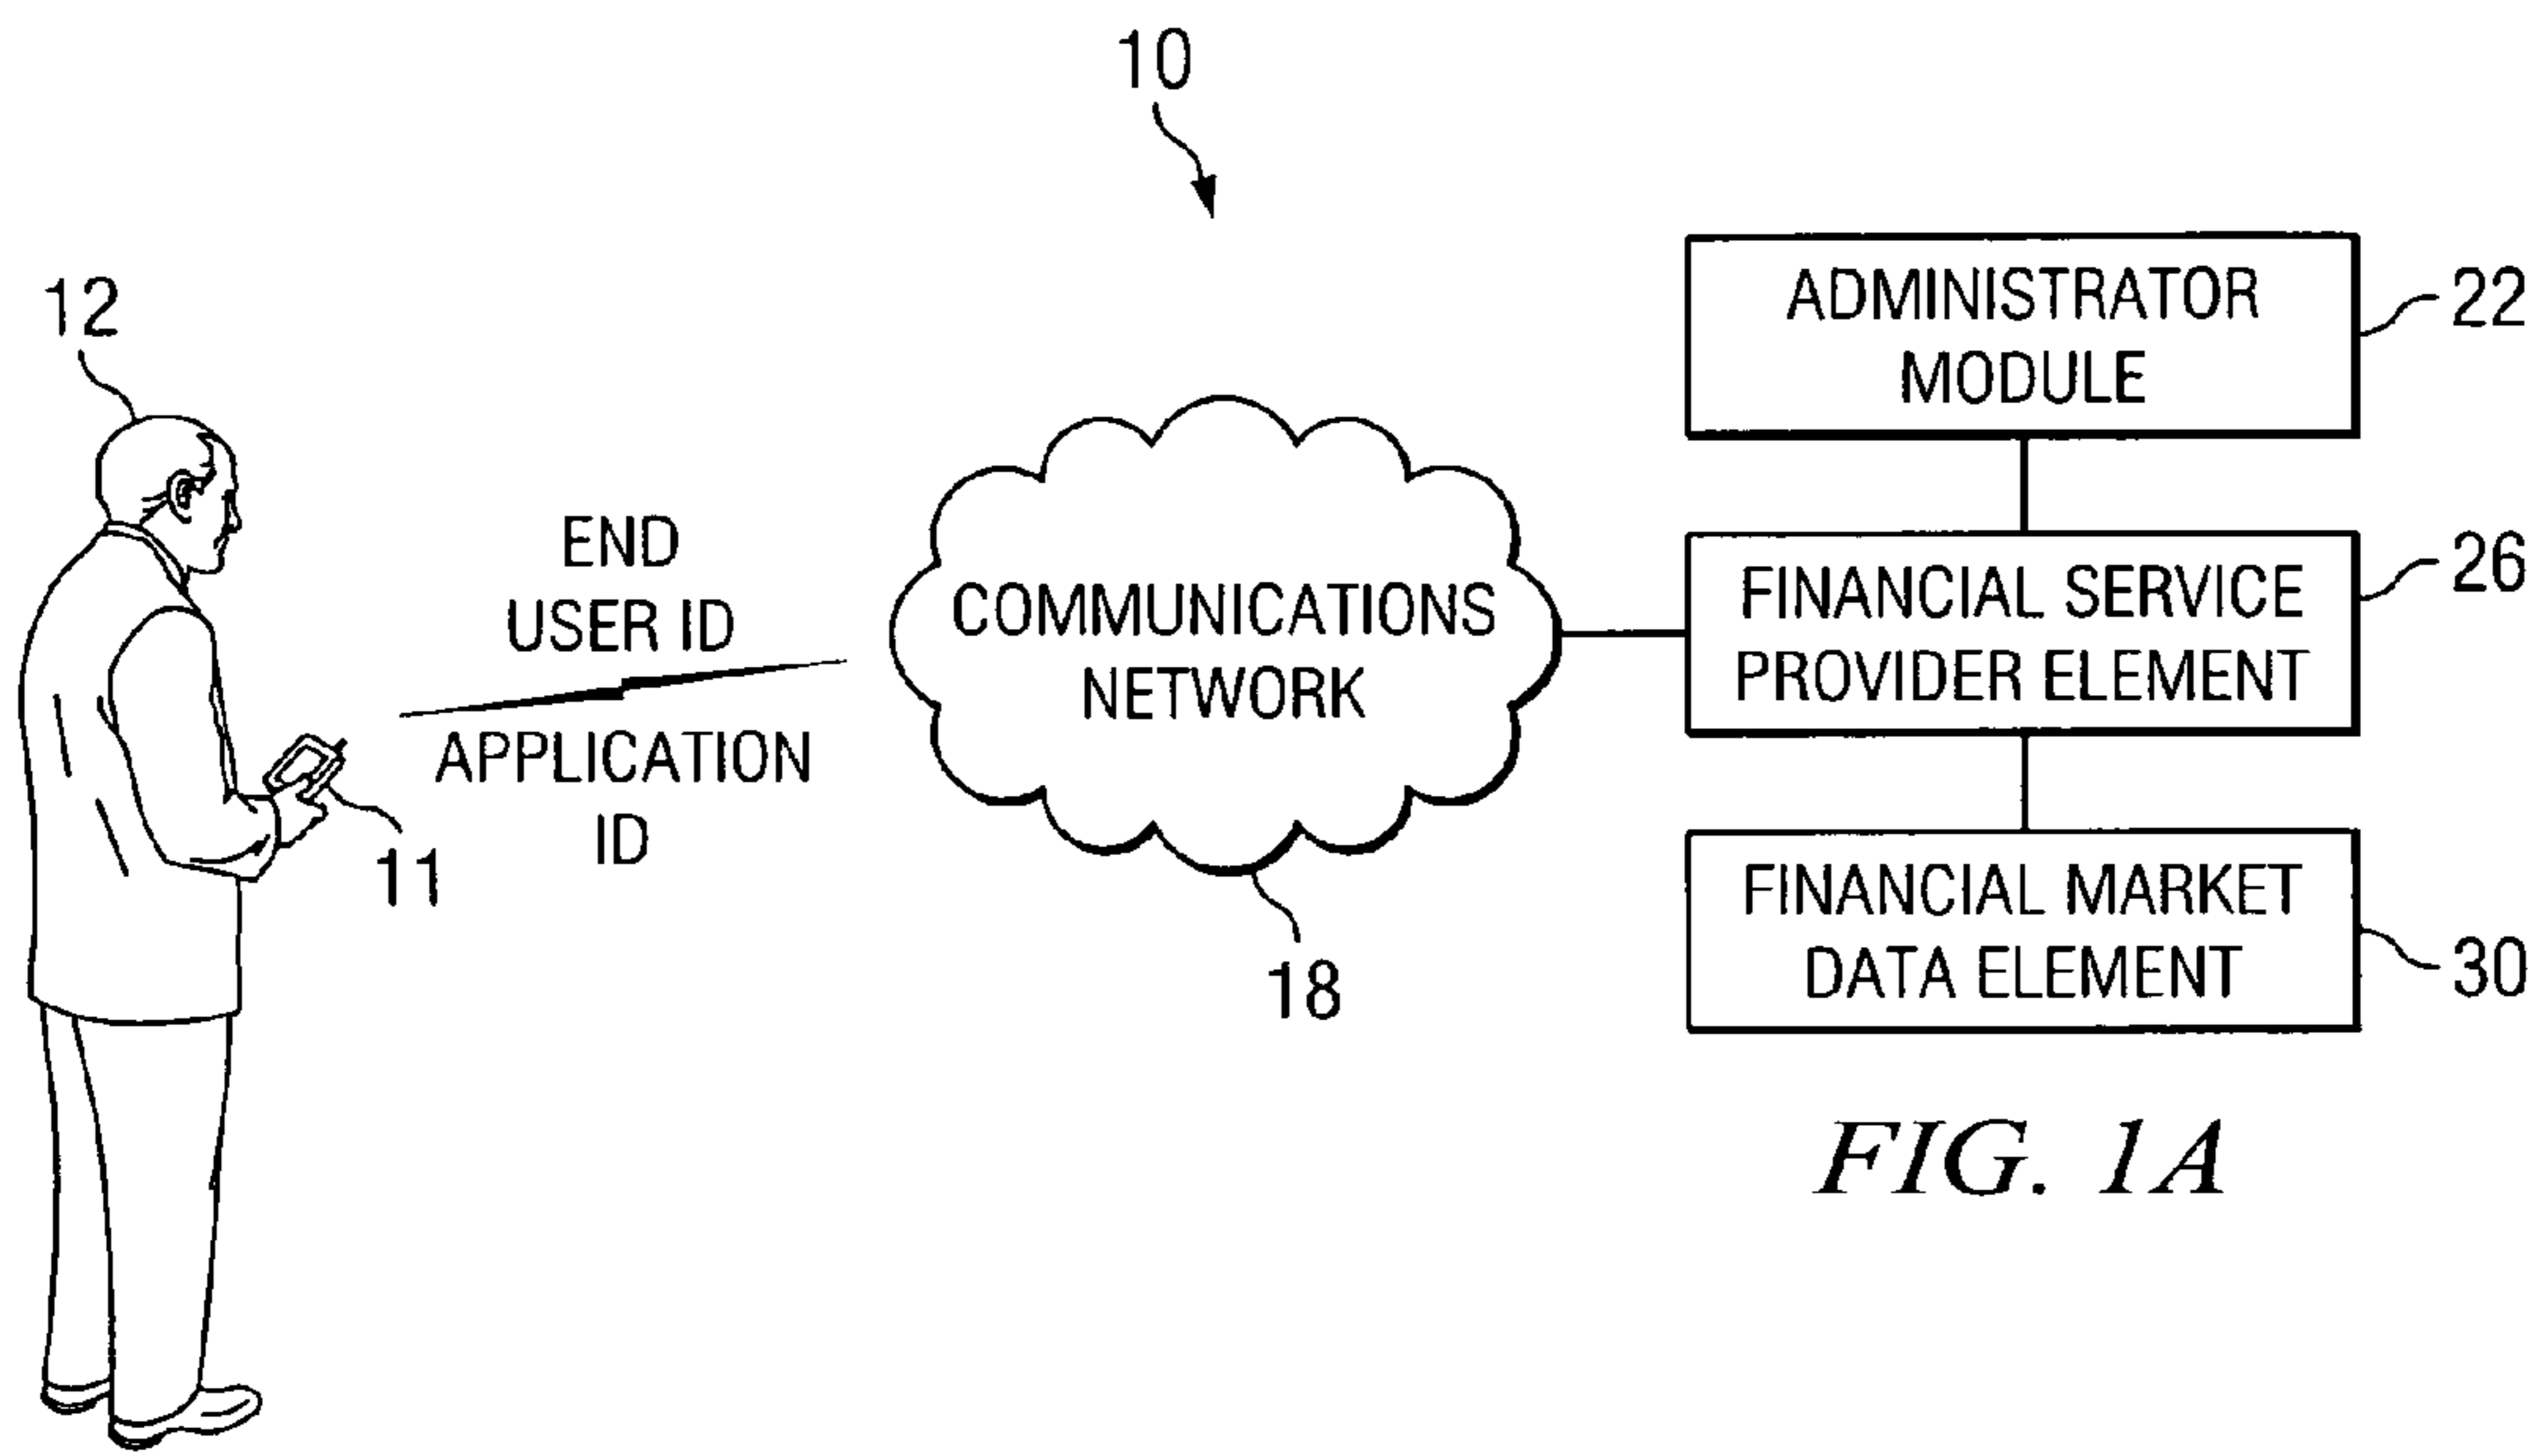 10
12
END
USER ID
APPLICATION
ID
11
COMMUNICATIONS
NETWORK
18
ADMINISTRATOR
MODULE
22
FINANCIAL SERVICE
PROVIDER ELEMENT
26
FINANCIAL MARKET
DATA ELEMENT
30
FIG. 1A